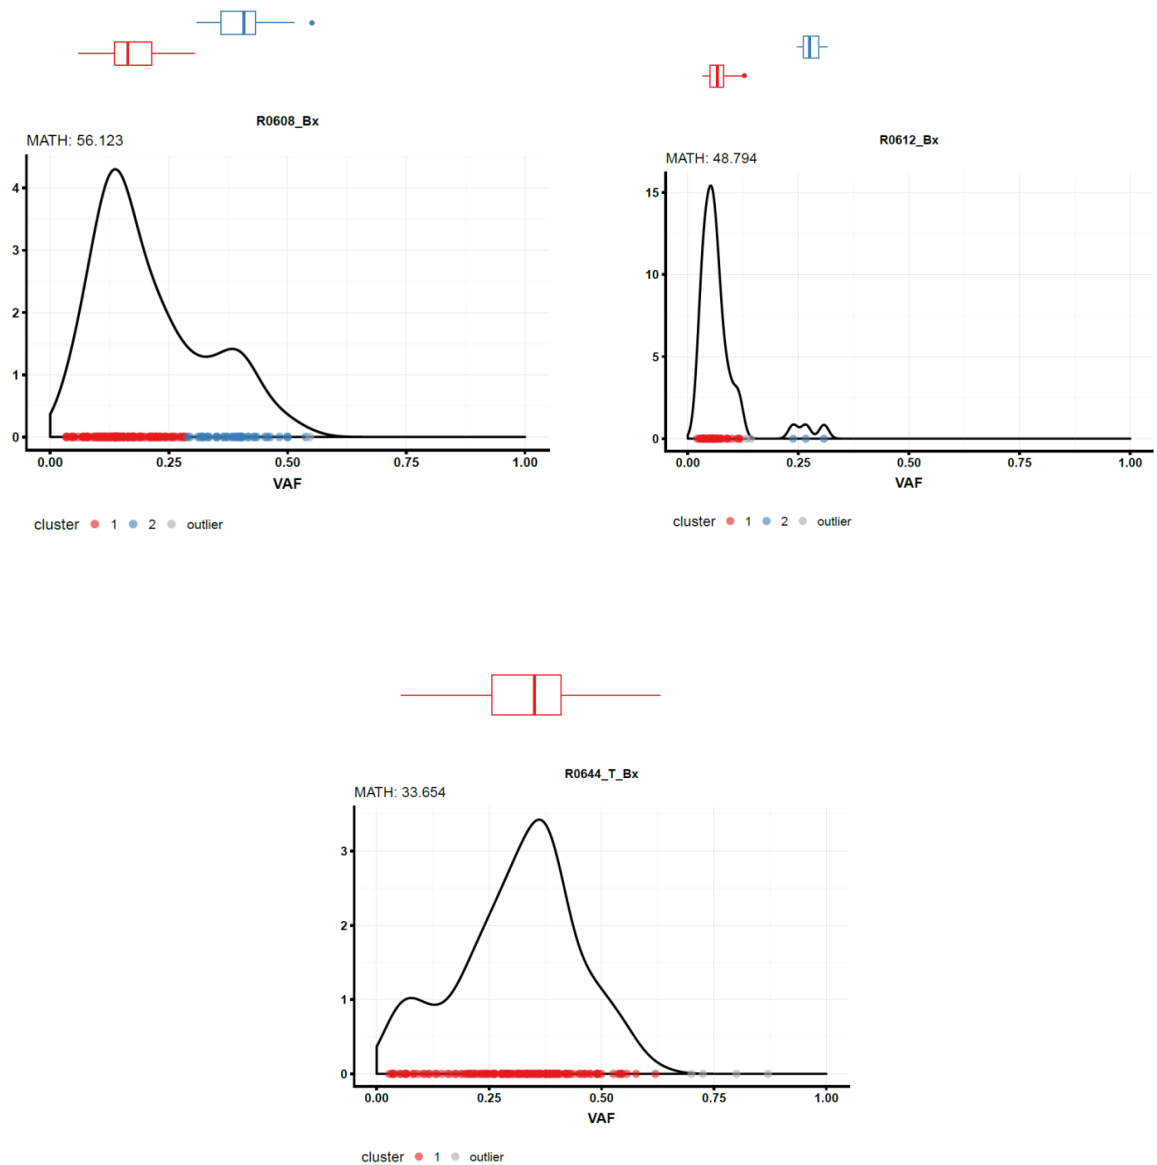 R0608_Bx
MATH: 56.123
4
3
2
1
0
0.00 0.25 0.50 0.75 1.00
VAF
cluster 1 2 outlier
R0612_Bx
MATH: 48.794
15
10
5
0
0.00 0.25 0.50 0.75 1.00
VAF
cluster 1 2 outlier
R0644_T_Bx
MATH: 33.654
3
2
1
0
0.00 0.25 0.50 0.75 1.00
VAF
cluster 1 outlier